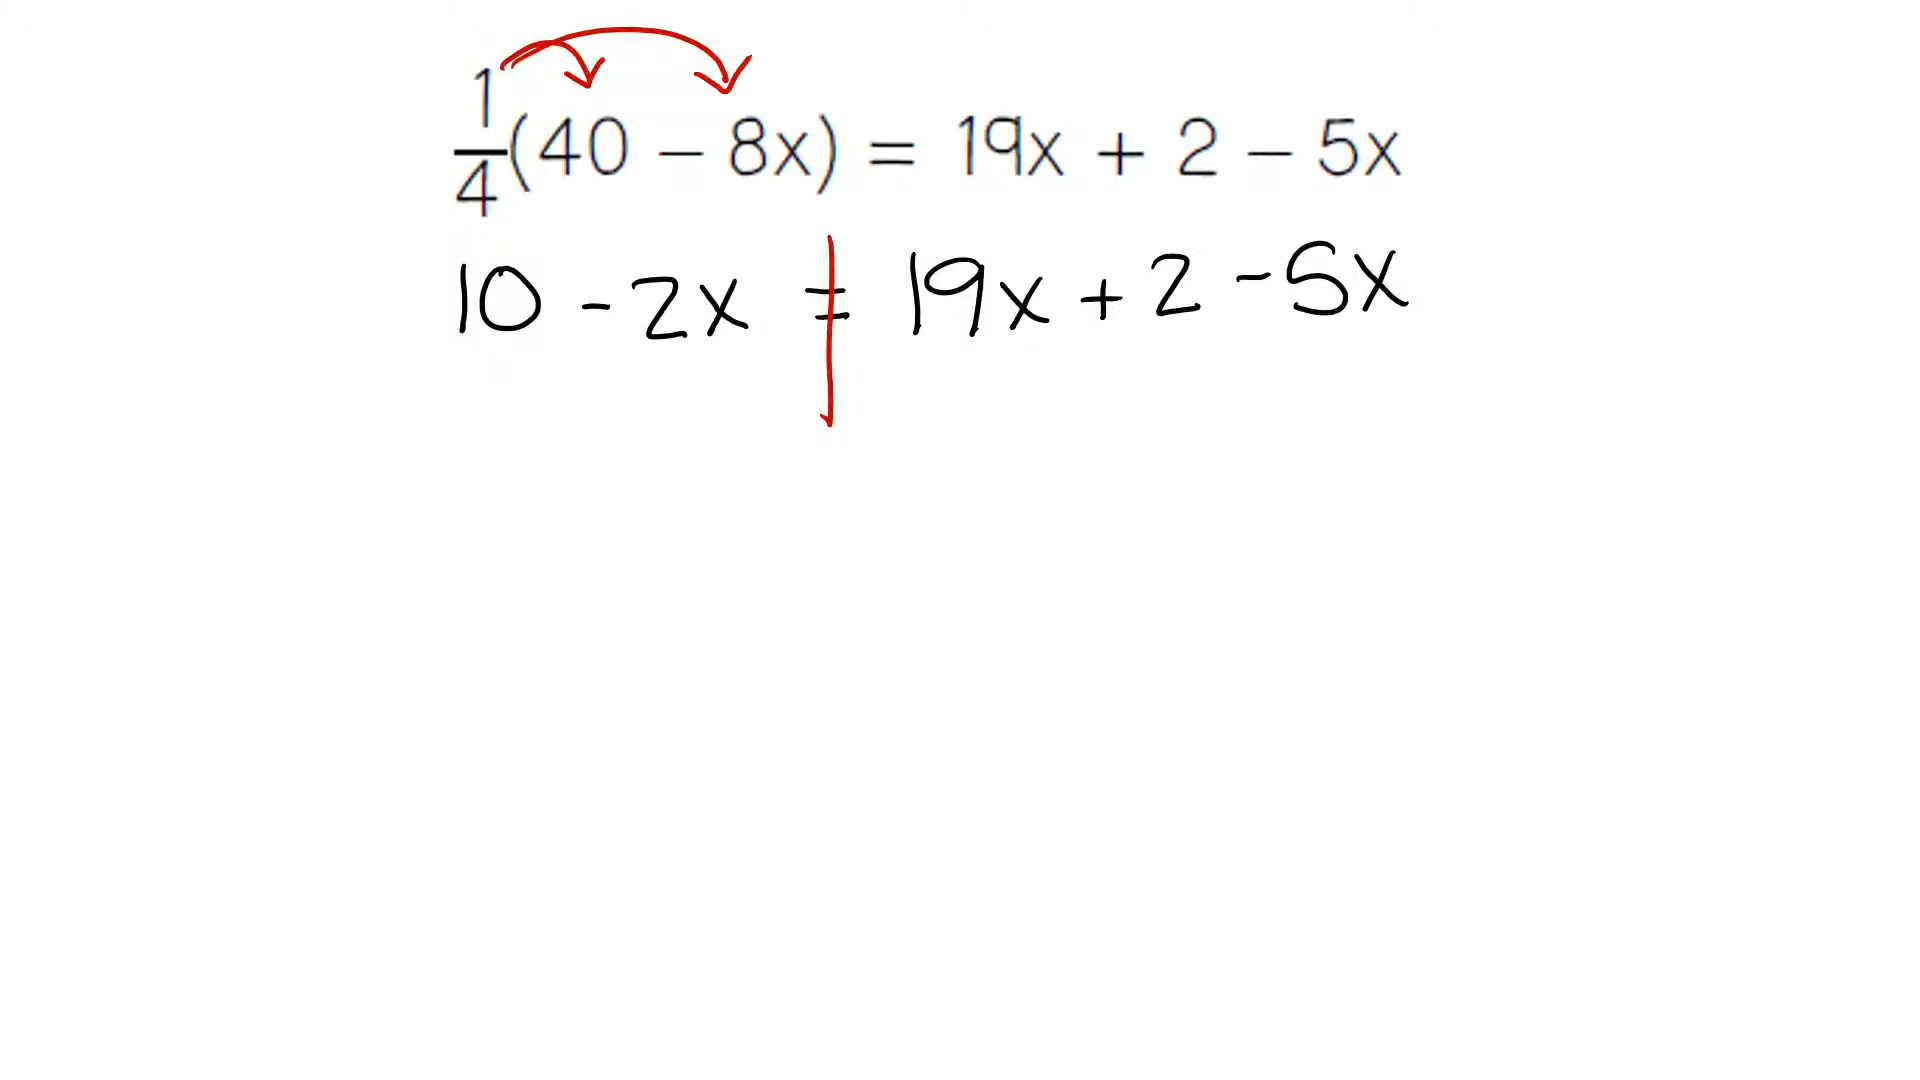 1/4(40 − 8x) = 19x + 2 − 5x
10 - 2x = 19x + 2 - 5x